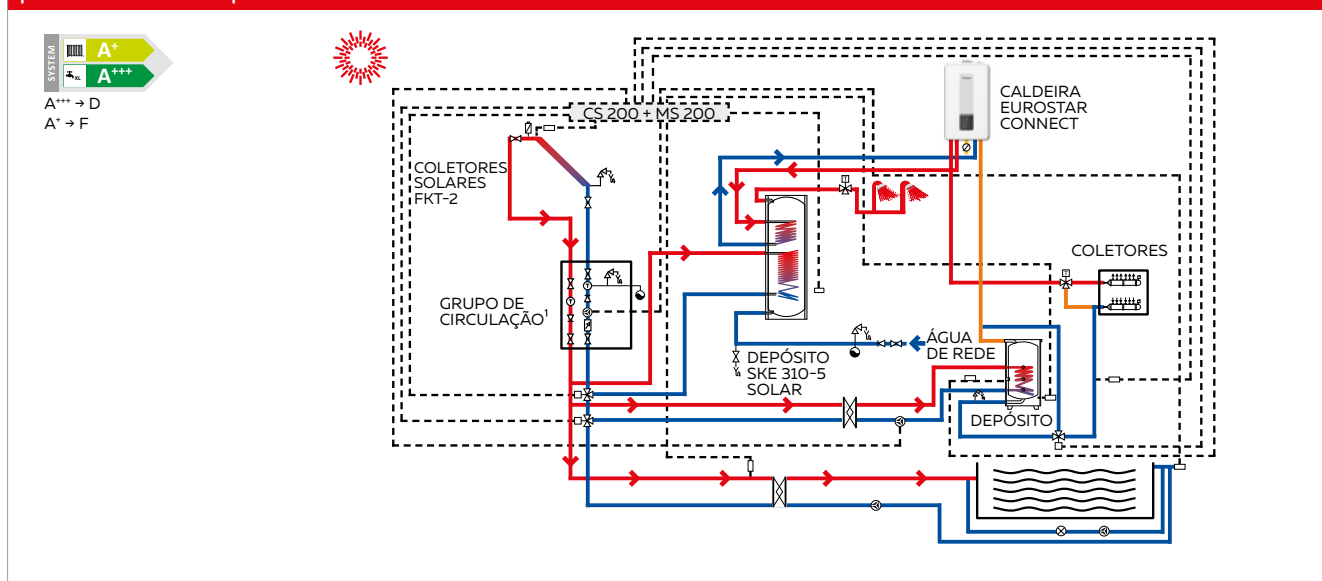 SYSTEM
A⁺
XL
A⁺⁺⁺
A⁺⁺⁺ → D
A⁺ → F
CS 200 + MS 200
CALDEIRA
EUROSTAR
CONNECT
COLETORES
SOLARES
FKT-2
T
COLETORES
T
GRUPO DE
CIRCULAÇÃO¹
T
T
ÁGUA
DE REDE
DEPÓSITO
SKE 310-5
SOLAR
DEPÓSITO